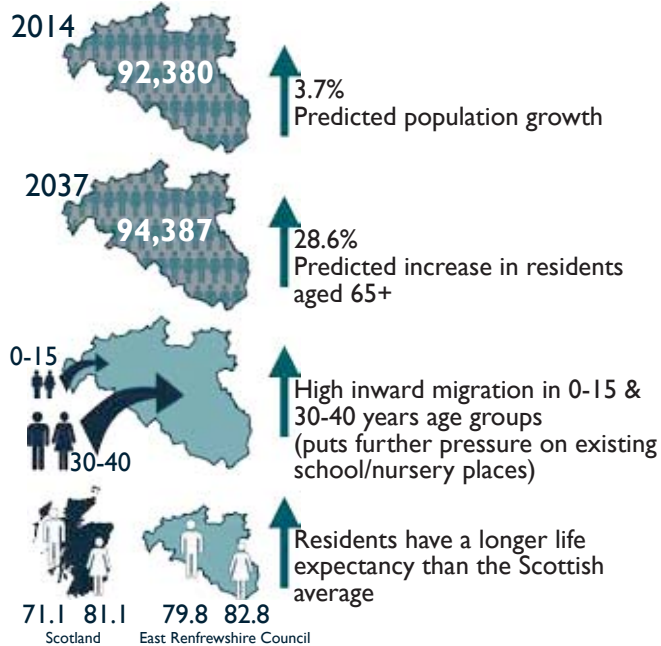 2014
92,380
3.7%
Predicted population growth
2037
94,387
28.6%
Predicted increase in residents
aged 65+
0-15
30-40
High inward migration in 0-15 &
30-40 years age groups
(puts further pressure on existing
school/nursery places)
71.1 81.1
Scotland
79.8 82.8
East Renfrewshire Council
Residents have a longer life
expectancy than the Scottish
average